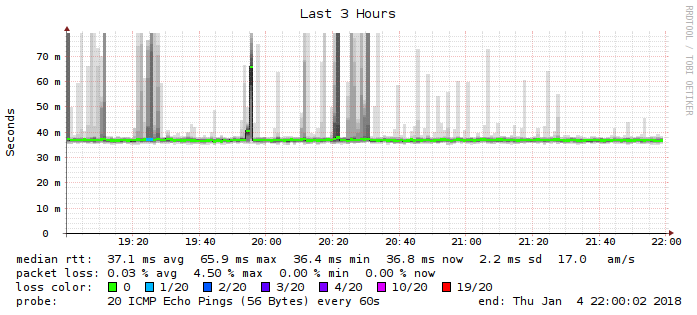 Last 3 Hours
RRDTOOL / TOBI OETIKER
Seconds
70 m
60 m
50 m
40 m
30 m
20 m
10 m
0
19:20 19:40 20:00 20:20 20:40 21:00 21:20 21:40 22:00
median rtt: 37.1 ms avg 65.9 ms max 36.4 ms min 36.8 ms now 2.2 ms sd 17.0 am/s
packet loss: 0.03 % avg 4.50 % max 0.00 % min 0.00 % now
loss color: 0 1/20 2/20 3/20 4/20 10/20 19/20
probe: 20 ICMP Echo Pings (56 Bytes) every 60s end: Thu Jan 4 22:00:02 2018